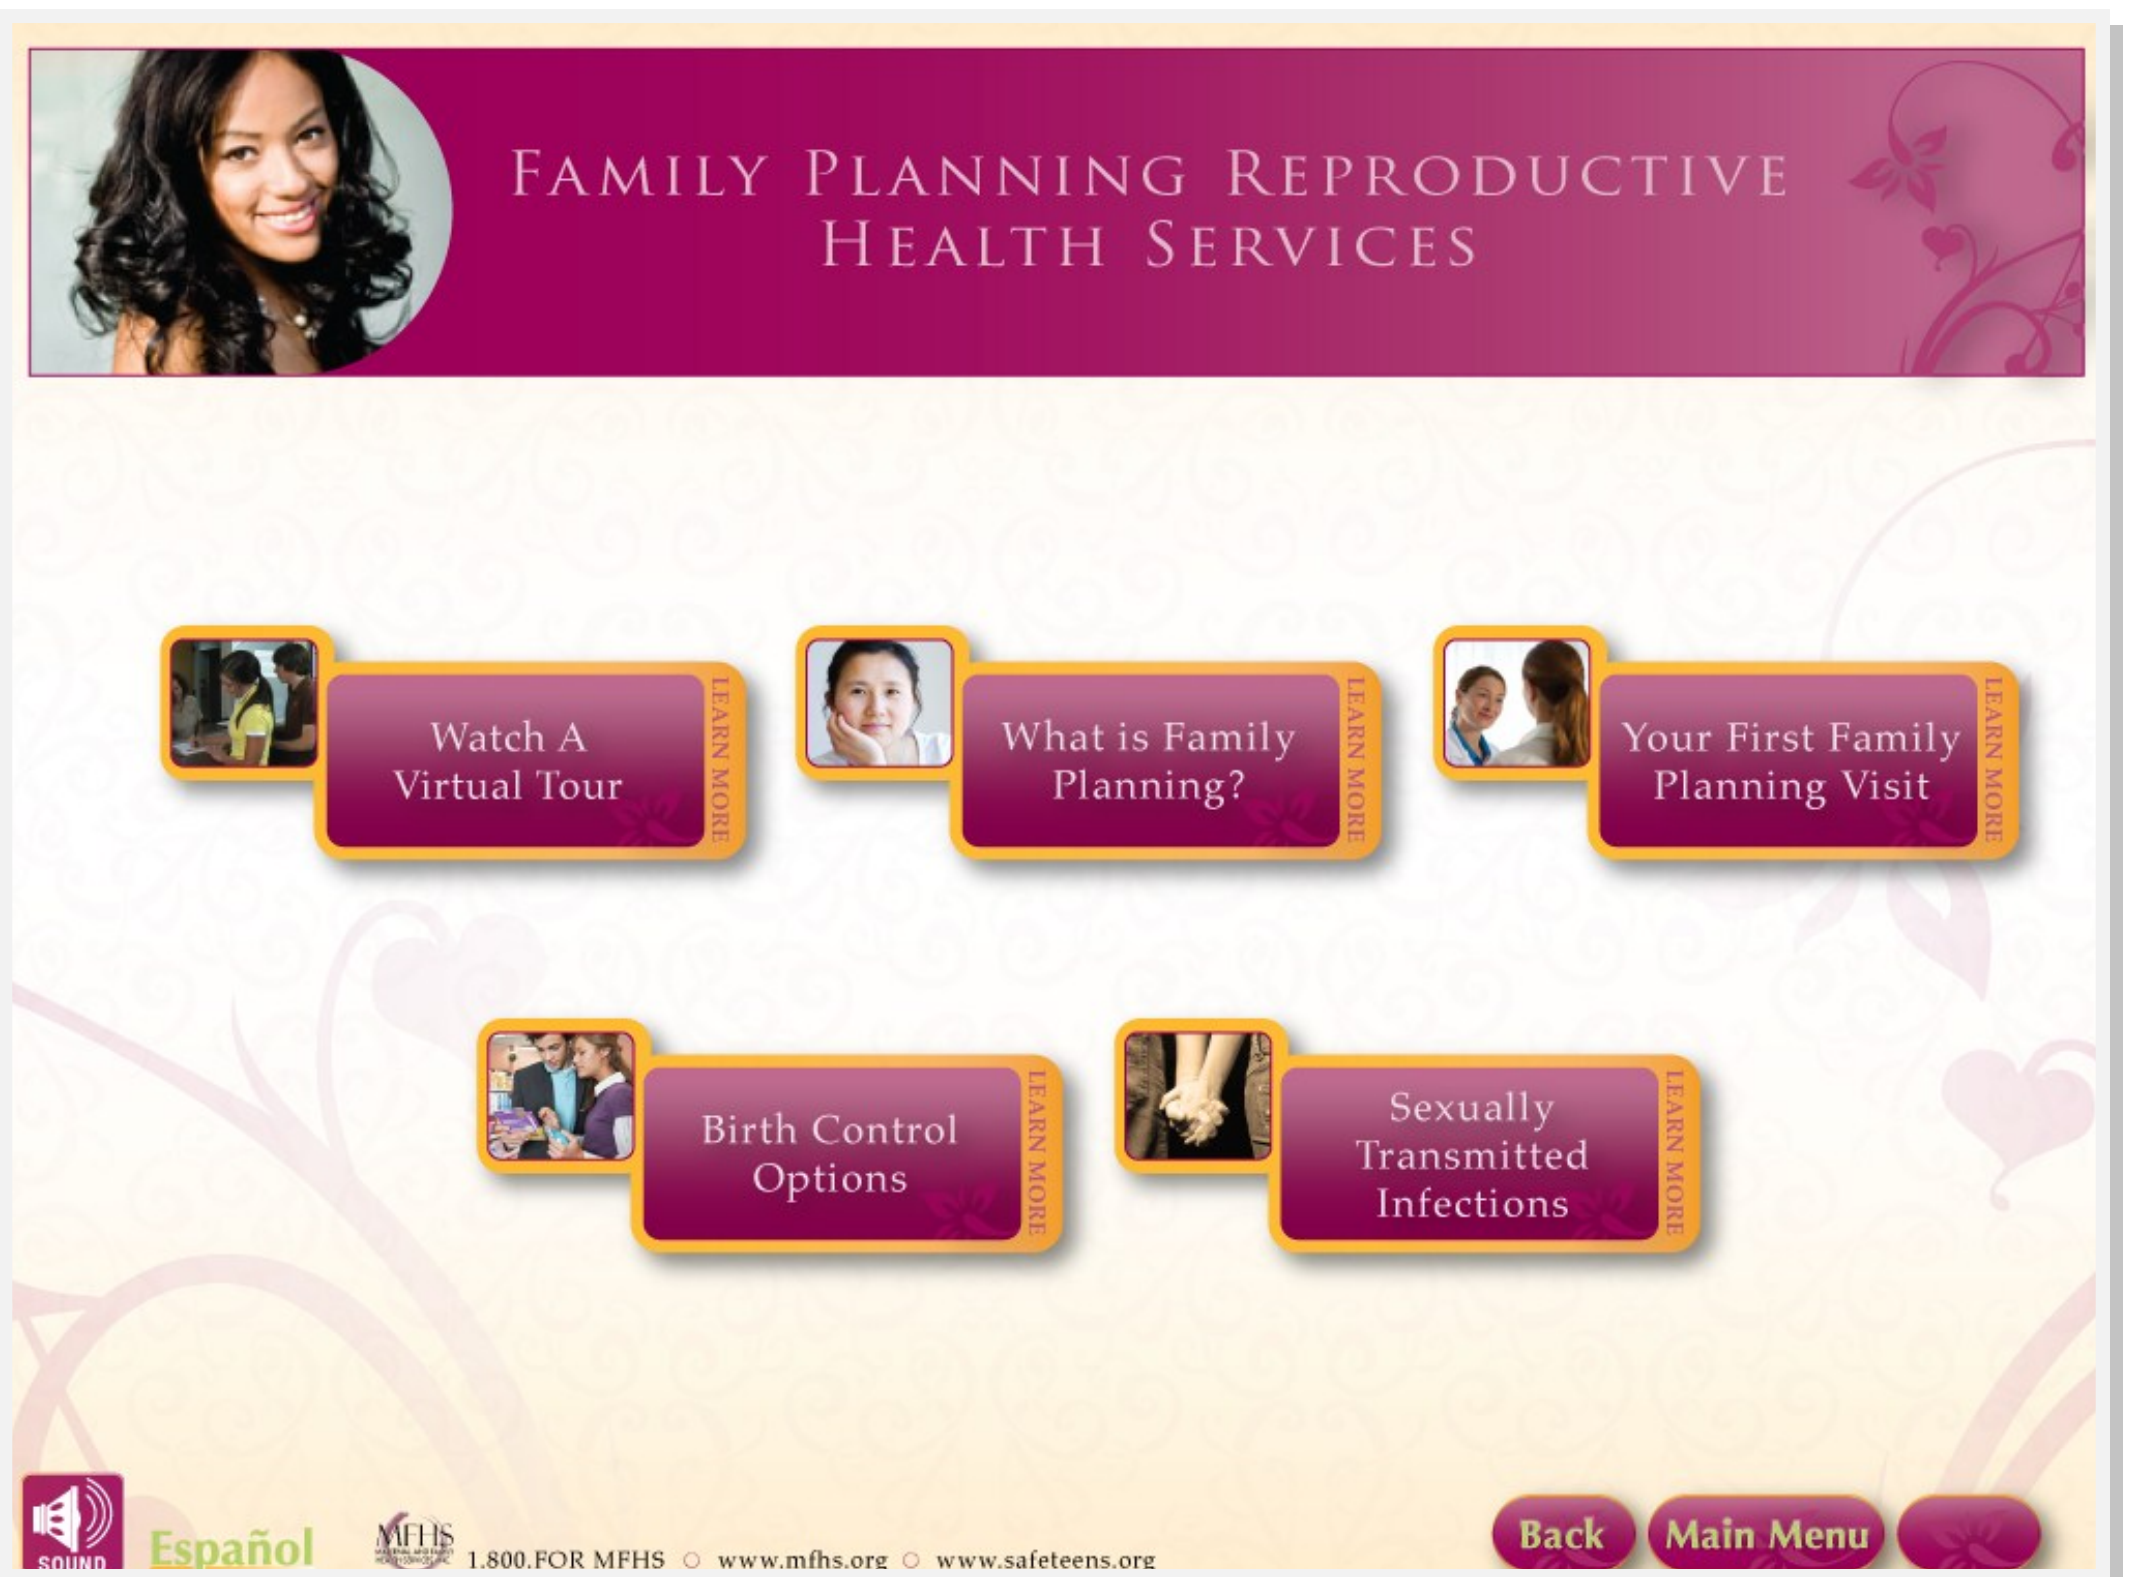 FAMILY PLANNING REPRODUCTIVE
HEALTH SERVICES
Watch A
Virtual Tour
LEARN MORE
What is Family
Planning?
LEARN MORE
Your First Family
Planning Visit
LEARN MORE
Birth Control
Options
LEARN MORE
Sexually
Transmitted
Infections
LEARN MORE
SOUND
Español
MFHS
1.800.FOR MFHS ○ www.mfhs.org ○ www.safeteens.org
Back
Main Menu